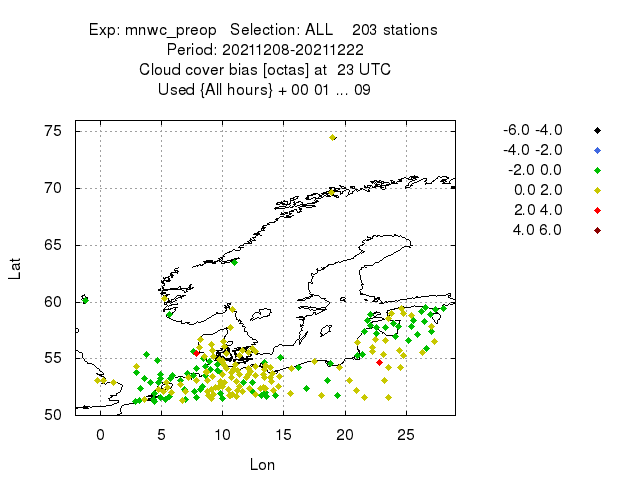 Exp: mnwc_preop Selection: ALL 203 stations
Period: 20211208-20211222
Cloud cover bias [octas] at 23 UTC
Used {All hours} + 00 01 ... 09
-6.0 -4.0
-4.0 -2.0
-2.0 0.0
0.0 2.0
2.0 4.0
4.0 6.0
Lat
75
70
65
60
55
50
0 5 10 15 20 25
Lon